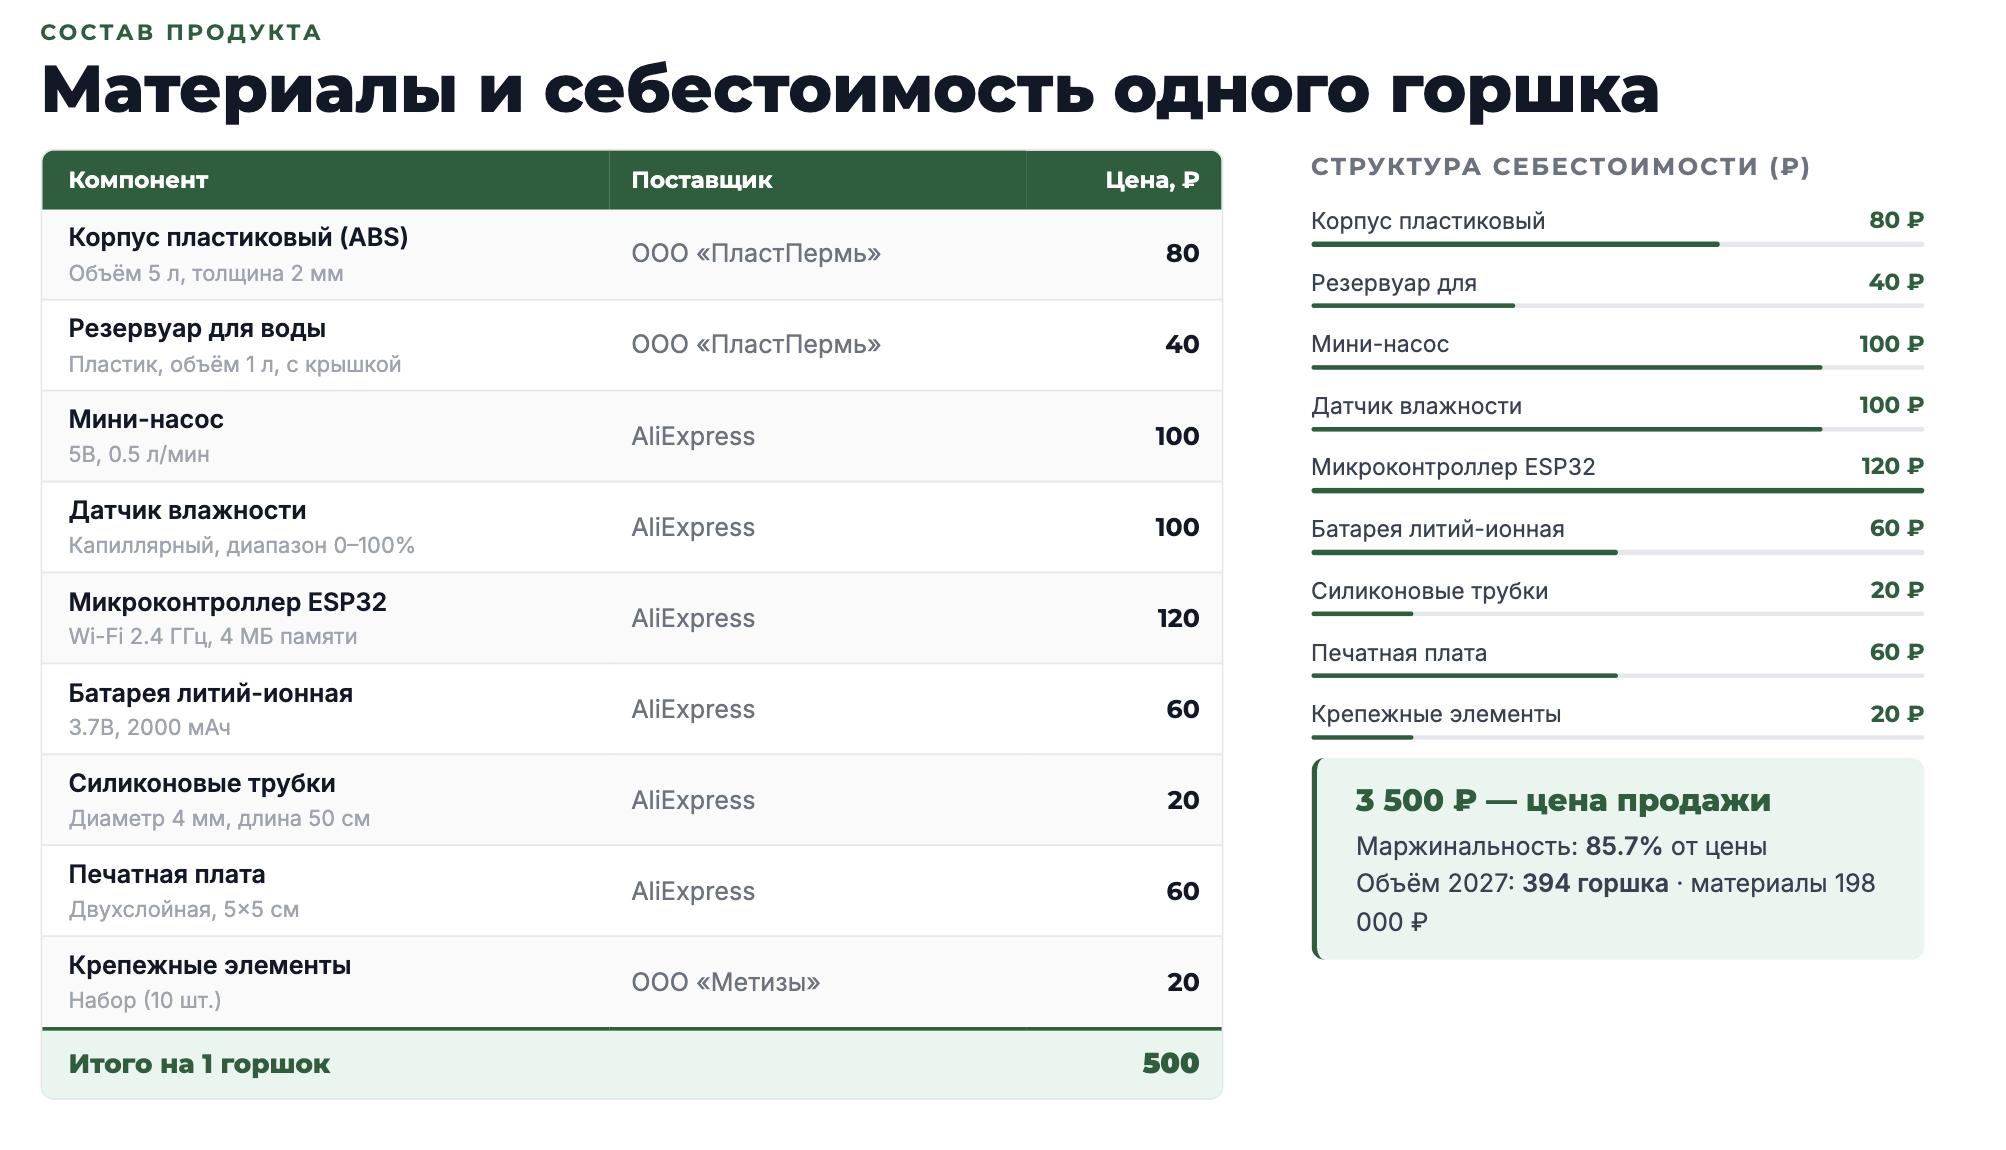 СОСТАВ ПРОДУКТА
Материалы и себестоимость одного горшка
Компонент Поставщик Цена, ₽
Корпус пластиковый (ABS)
Объём 5 л, толщина 2 мм
ООО «ПластПермь» 80
Резервуар для воды
Пластик, объём 1 л, с крышкой
ООО «ПластПермь» 40
Мини-насос
5В, 0.5 л/мин
AliExpress 100
Датчик влажности
Капиллярный, диапазон 0–100%
AliExpress 100
Микроконтроллер ESP32
Wi-Fi 2.4 ГГц, 4 МБ памяти
AliExpress 120
Батарея литий-ионная
3.7В, 2000 мАч
AliExpress 60
Силиконовые трубки
Диаметр 4 мм, длина 50 см
AliExpress 20
Печатная плата
Двухслойная, 5×5 см
AliExpress 60
Крепежные элементы
Набор (10 шт.)
ООО «Метизы» 20
Итого на 1 горшок 500
СТРУКТУРА СЕБЕСТОИМОСТИ (₽)
Корпус пластиковый 80 ₽
Резервуар для 40 ₽
Мини-насос 100 ₽
Датчик влажности 100 ₽
Микроконтроллер ESP32 120 ₽
Батарея литий-ионная 60 ₽
Силиконовые трубки 20 ₽
Печатная плата 60 ₽
Крепежные элементы 20 ₽
3 500 ₽ — цена продажи
Маржинальность: 85.7% от цены
Объём 2027: 394 горшка · материалы 198
000 ₽